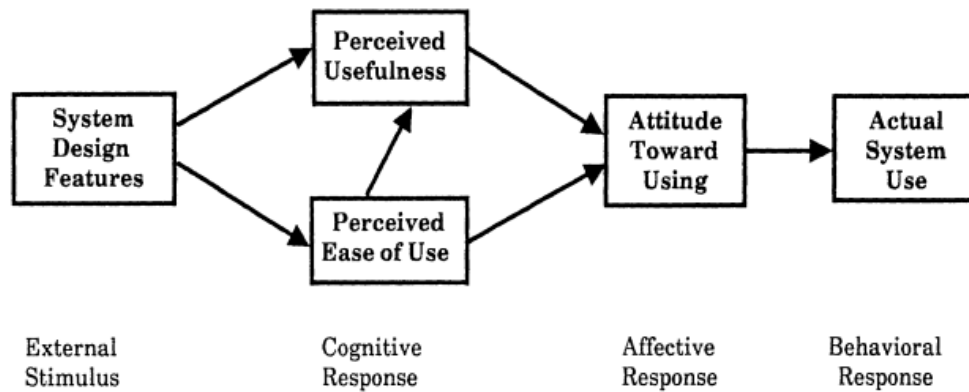 Perceived
Usefulness
System
Design
Features
Attitude
Toward
Using
Actual
System
Use
Perceived
Ease of Use
External
Stimulus
Cognitive
Response
Affective
Response
Behavioral
Response